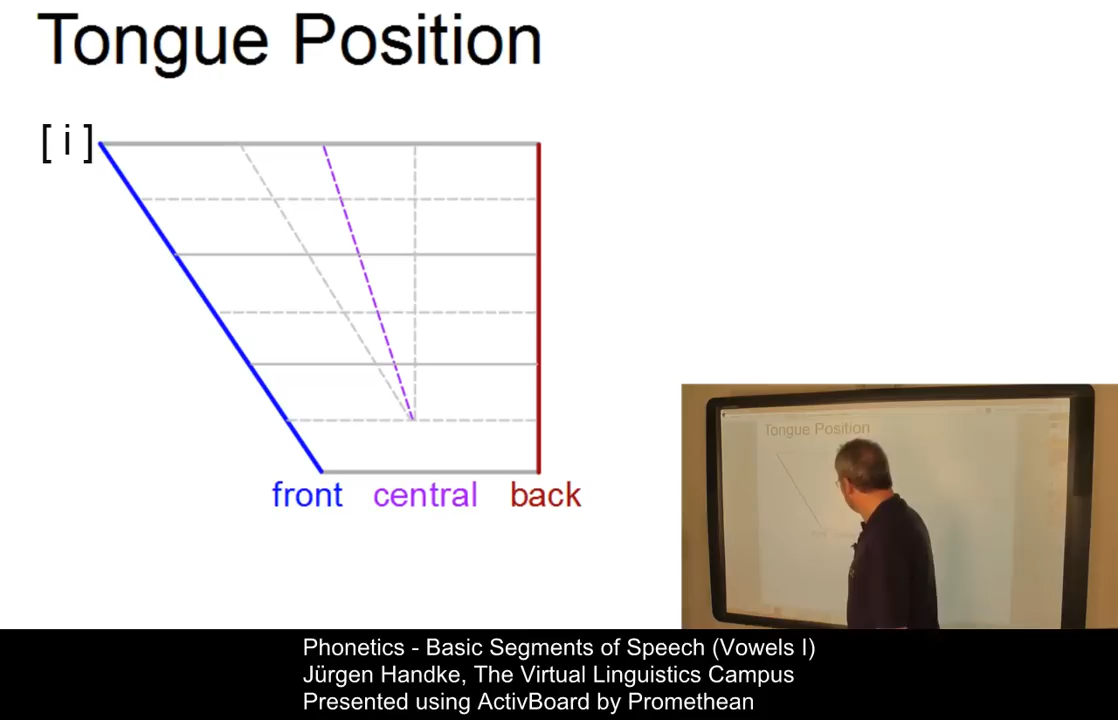 Tongue Position
[ i ]
front central back
Tongue Position
Phonetics - Basic Segments of Speech (Vowels I)
Jürgen Handke, The Virtual Linguistics Campus
Presented using ActivBoard by Promethean